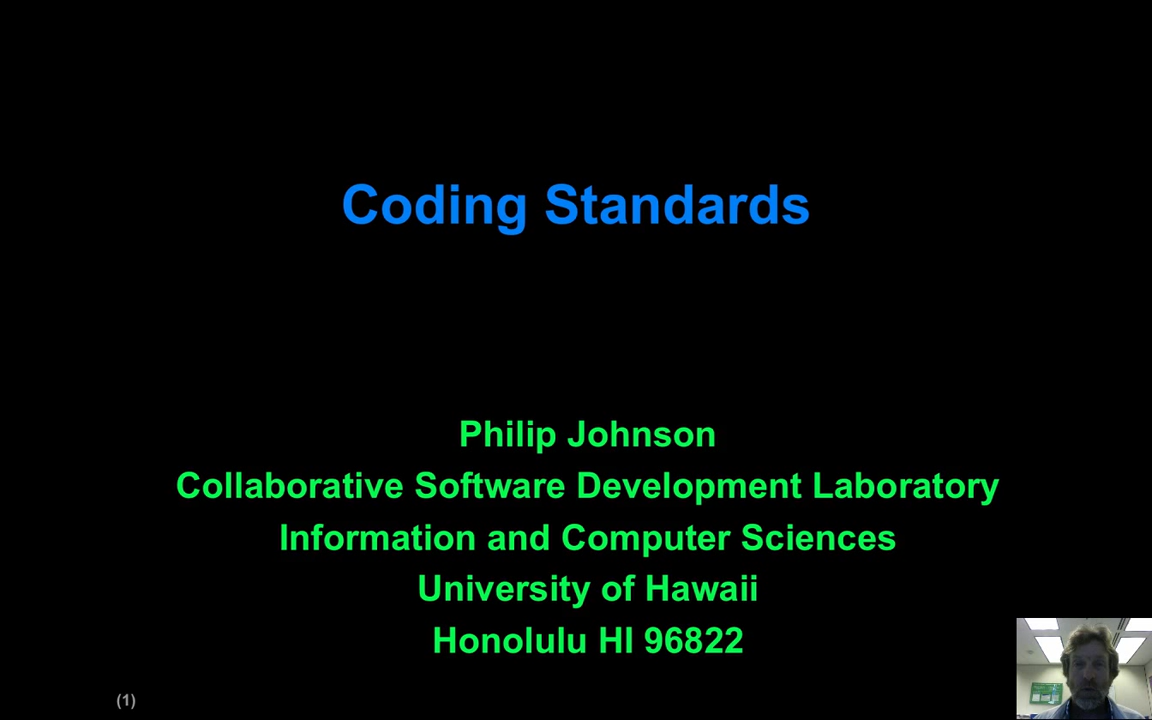 Coding Standards
Philip Johnson
Collaborative Software Development Laboratory
Information and Computer Sciences
University of Hawaii
Honolulu HI 96822
(1)